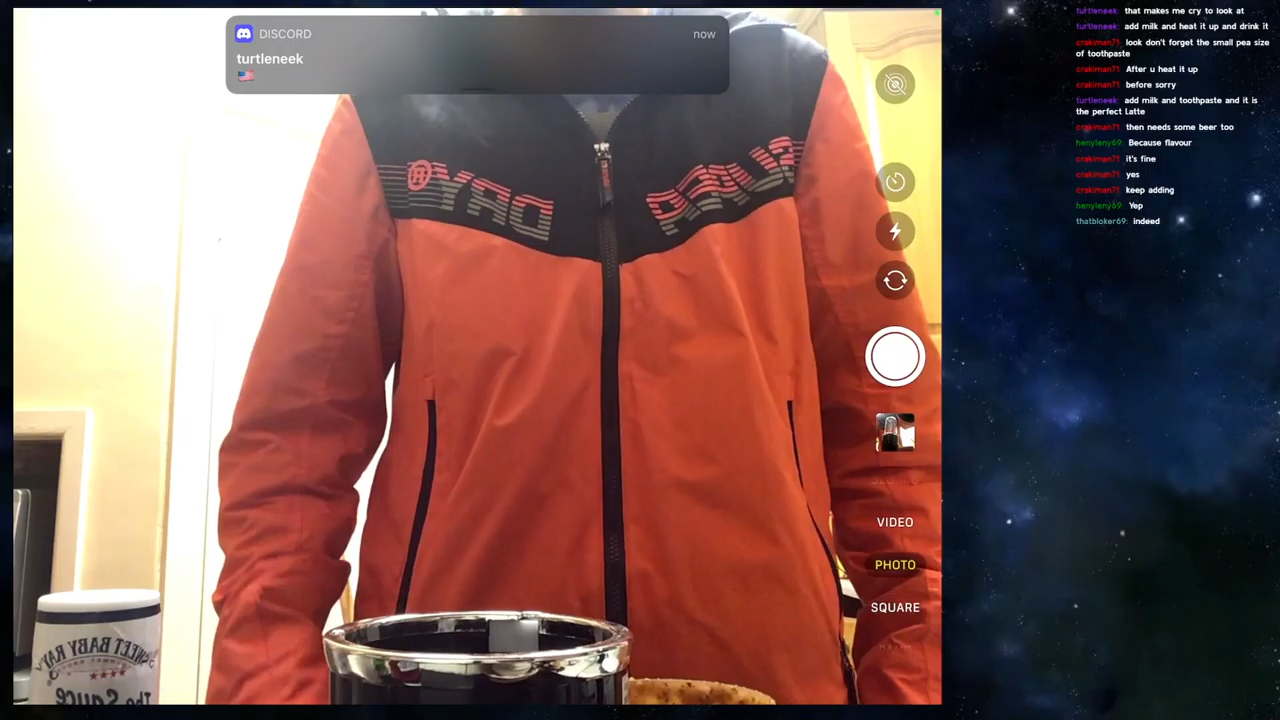 DISCORD
now
turtleneek
SUPER
DRY
VIDEO
PHOTO
SQUARE
SWEET BABY RAY'S
The Sauce
turtleneek: that makes me cry to look at
turtleneek: add milk and heat it up and drink it
crakiman71: look don't forget the small pea size
of toothpaste
crakiman71: After u heat it up
crakiman71: before sorry
turtleneek: add milk and toothpaste and it is
the perfect Latte
crakiman71: then needs some beer too
henyleny69: Because flavour
crakiman71: it's fine
crakiman71: yes
crakiman71: keep adding
henyleny69: Yep
thatbloker69: indeed